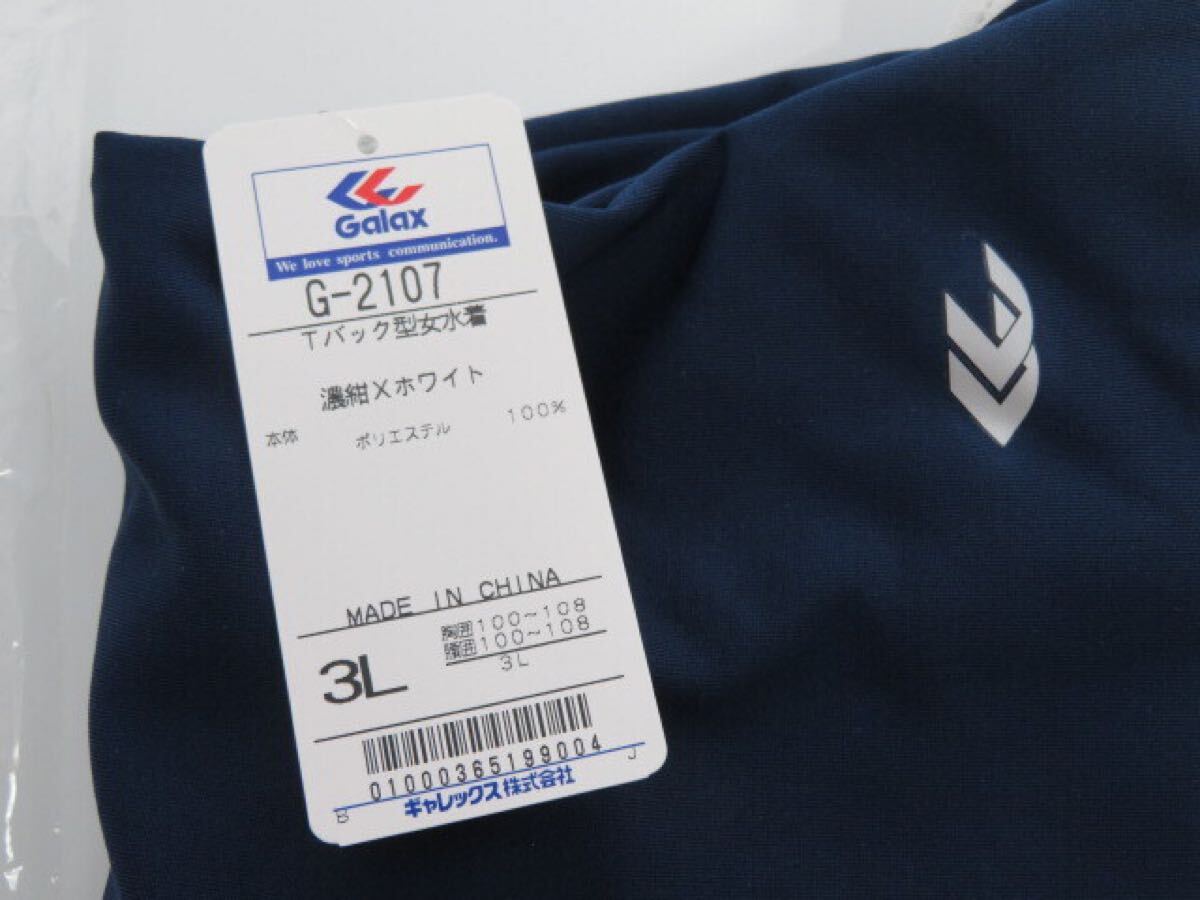 Galax
We love sports communication.
G-2107
Tバック型女水着
濃紺Xホワイト
本体 ポリエステル 100%
MADE IN CHINA
胸囲100~108
腰囲100~108
3L
3L
01000365199004
B ギャレックス株式会社 J